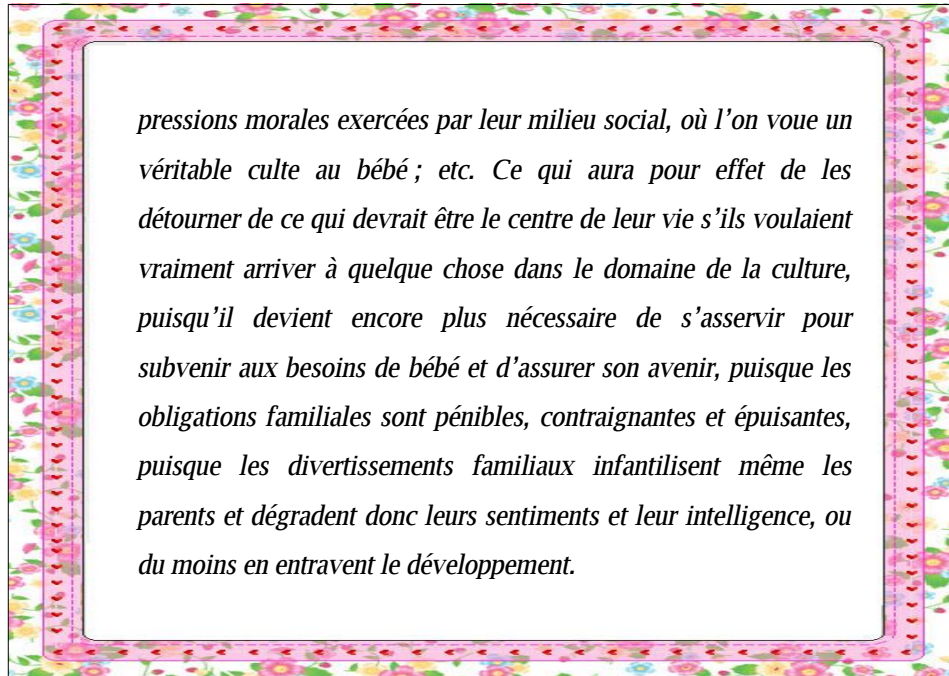 pressions morales exercées par leur milieu social, où l’on voue un
véritable culte au bébé ; etc. Ce qui aura pour effet de les
détourner de ce qui devrait être le centre de leur vie s’ils voulaient
vraiment arriver à quelque chose dans le domaine de la culture,
puisqu’il devient encore plus nécessaire de s’asservir pour
subvenir aux besoins de bébé et d’assurer son avenir, puisque les
obligations familiales sont pénibles, contraignantes et épuisantes,
puisque les divertissements familiaux infantilisent même les
parents et dégradent donc leurs sentiments et leur intelligence, ou
du moins en entravent le développement.